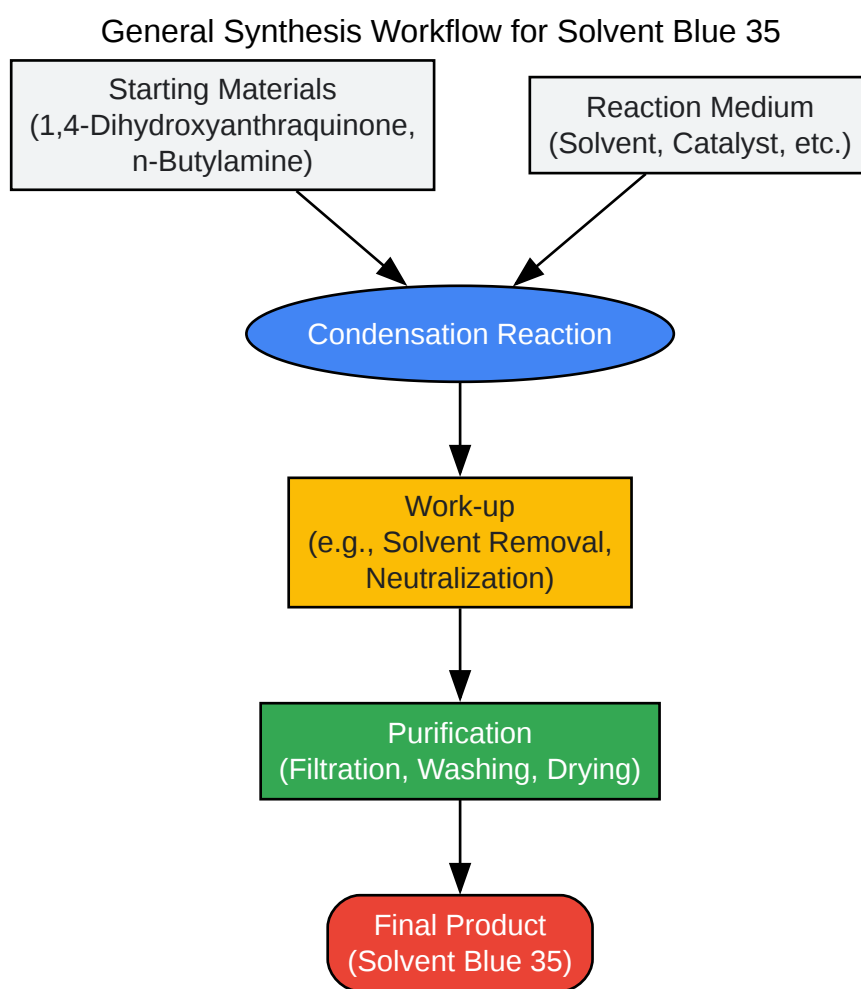 General Synthesis Workflow for Solvent Blue 35
Starting Materials
(1,4-Dihydroxyanthraquinone,
n-Butylamine)
Reaction Medium
(Solvent, Catalyst, etc.)
Condensation Reaction
Work-up
(e.g., Solvent Removal,
Neutralization)
Purification
(Filtration, Washing, Drying)
Final Product
(Solvent Blue 35)